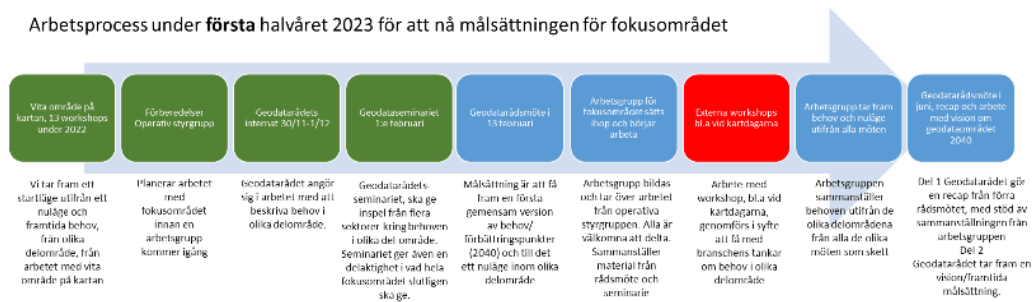 Arbetsprocess under första halvåret 2023 för att nå målsättningen för fokusområdet
Vita område på
kartan, 13 workshops
under 2022
Förberedelser
Operativ styrgrupp
Geodatarådets
internat 30/11-1/12
Geodataseminariet
1:e februari
Geodatarådsmöte i
13 februari
Arbetsgrupp för
fokusområdet sätts
ihop och börjar
arbeta
Externa workshops
bl.a vid kartdagarna
Arbetsgrupp tar fram
behov och nuläge
utifrån alla möten
Geodatarådsmöte i
juni, recap och arbete
med vision om
geodataområdet
2040
Vi tar fram ett
startläge utifrån ett
nuläge och
framtida behov,
från olika
delområde, från
arbetet med vita
område på kartan
Planerar arbetet
med
fokusområdet
innan en
arbetsgrupp
kommer igång
Geodatarådet angör
sig i arbetet med att
beskriva behov i
olika delområde.
Geodatarådets-
seminariet, ska ge
inspel från flera
sektorer kring behoven
i olika del område.
Seminariet ger även en
delaktighet i vad hela
fokusområdet slutligen
ska ge.
Målsättning är att få
fram en första
gemensam version
av behov/
förbättringspunkter
(2040) och till det
ett nuläge inom olika
delområde
Arbetsgrupp bildas
och tar över arbetet
från operativa
styrgruppen. Alla är
välkomna att delta.
Sammanställer
material från
rådsmöte och
seminarie
Arbete med
workshop, bl.a vid
kartdagarna,
genomförs i syfte
att få med
branschens tankar
om behov i olika
delområde
Arbetsgruppen
sammanställer
behoven utifrån de
olika delområdena
från alla de olika
möten som skett
Del 1 Geodatarådet gör
en recap från förra
rådsmötet, med stöd av
sammanställningen från
arbetsgruppen
Del 2
Geodatarådet tar fram en
vision/framtida
målsättning.